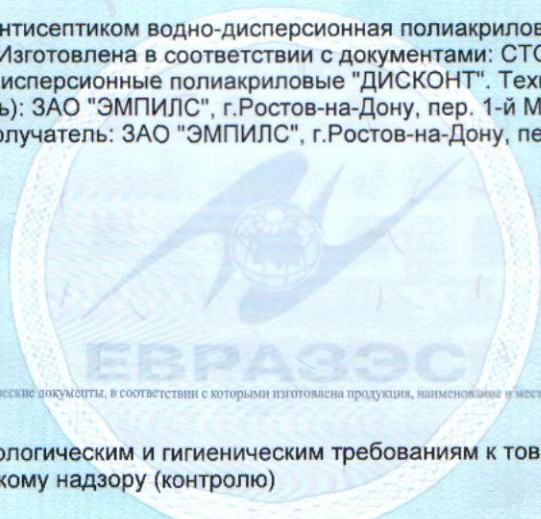 нтисептиком водно-дисперсионная полиакрилов
Изготовлена в соответствии с документами: СТО
исперсионные полиакриловые "ДИСКОНТ". Техн
ь): ЗАО "ЭМПИЛС", г.Ростов-на-Дону, пер. 1-й М
олучатель: ЗАО "ЭМПИЛС", г.Ростов-на-Дону, пе
ЕВРАЗЭС
ческие документы, в соответствии с которыми изготовлена продукция, наименование и мест
ологическим и гигиеническим требованиям к тов
кому надзору (контролю)